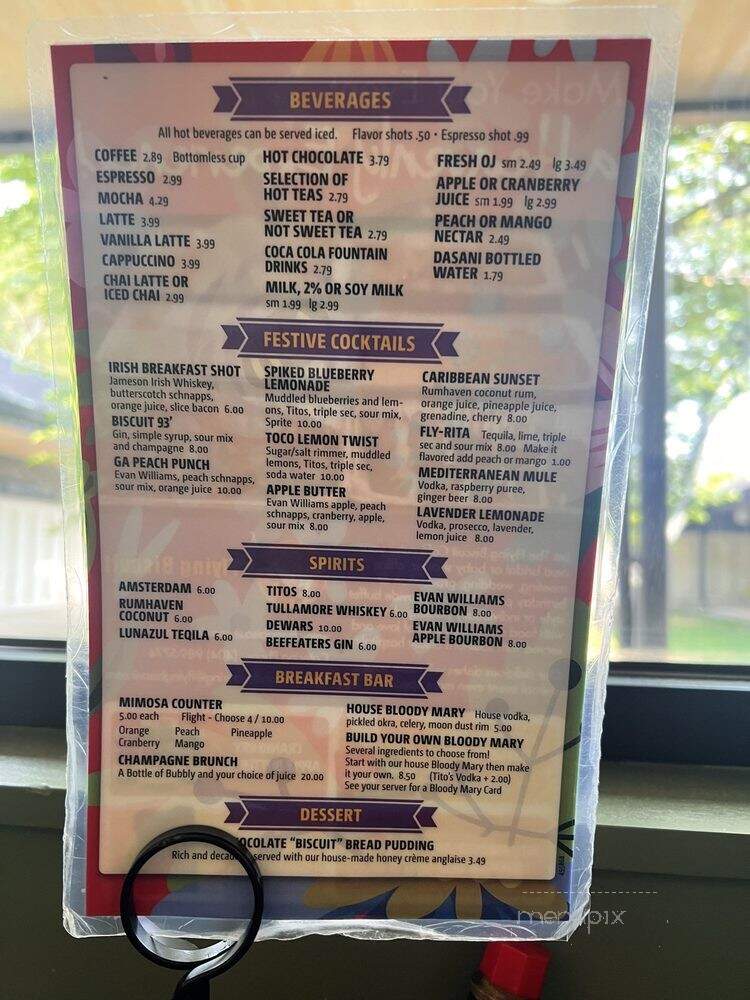 BEVERAGES
All hot beverages can be served iced. Flavor shots .50 • Espresso shot .99
COFFEE 2.89 Bottomless cup
ESPRESSO 2.99
MOCHA 4.29
LATTE 3.99
VANILLA LATTE 3.99
CAPPUCCINO 3.99
CHAI LATTE OR
ICED CHAI 2.99
HOT CHOCOLATE 3.79
SELECTION OF
HOT TEAS 2.79
SWEET TEA OR
NOT SWEET TEA 2.79
COCA COLA FOUNTAIN
DRINKS 2.79
MILK, 2% OR SOY MILK
sm 1.99 lg 2.99
FRESH OJ sm 2.49 lg 3.49
APPLE OR CRANBERRY
JUICE sm 1.99 lg 2.99
PEACH OR MANGO
NECTAR 2.49
DASANI BOTTLED
WATER 1.79
FESTIVE COCKTAILS
IRISH BREAKFAST SHOT
Jameson Irish Whiskey,
butterscotch schnapps,
orange juice, slice bacon 6.00
BISCUIT 93'
Gin, simple syrup, sour mix
and champagne 8.00
GA PEACH PUNCH
Evan Williams, peach schnapps,
sour mix, orange juice 10.00
SPIKED BLUEBERRY
LEMONADE
Muddled blueberries and lem-
ons, Titos, triple sec, sour mix,
Sprite 10.00
TOCO LEMON TWIST
Sugar/salt rimmer, muddled
lemons, Titos, triple sec,
soda water 10.00
APPLE BUTTER
Evan Williams apple, peach
schnapps, cranberry, apple,
sour mix 8.00
CARIBBEAN SUNSET
Rumhaven coconut rum,
orange juice, pineapple juice,
grenadine, cherry 8.00
FLY-RITA Tequila, lime, triple
sec and sour mix 8.00 Make it
flavored add peach or mango 1.00
MEDITERRANEAN MULE
Vodka, raspberry puree,
ginger beer 8.00
LAVENDER LEMONADE
Vodka, prosecco, lavender,
lemon juice 8.00
SPIRITS
AMSTERDAM 6.00
RUMHAVEN
COCONUT 6.00
LUNAZUL TEQILA 6.00
TITOS 8.00
TULLAMORE WHISKEY 6.00
DEWARS 10.00
BEEFEATERS GIN 6.00
EVAN WILLIAMS
BOURBON 8.00
EVAN WILLIAMS
APPLE BOURBON 8.00
BREAKFAST BAR
MIMOSA COUNTER
5.00 each Flight - Choose 4 / 10.00
Orange Peach Pineapple
Cranberry Mango
CHAMPAGNE BRUNCH
A Bottle of Bubbly and your choice of juice 20.00
HOUSE BLOODY MARY House vodka,
pickled okra, celery, moon dust rim 5.00
BUILD YOUR OWN BLOODY MARY
Several ingredients to choose from!
Start with our house Bloody Mary then make
it your own. 8.50 (Tito's Vodka + 2.00)
See your server for a Bloody Mary Card
DESSERT
OCOLATE "BISCUIT" BREAD PUDDING
Rich and decad served with our house-made honey crème anglaise 3.49
menupix